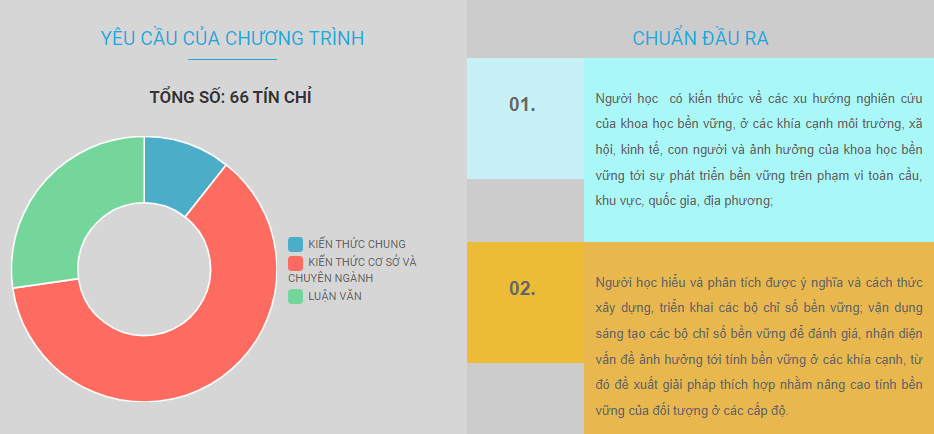 YÊU CẦU CỦA CHƯƠNG TRÌNH
TỔNG SỐ: 66 TÍN CHỈ
KIẾN THỨC CHUNG
KIẾN THỨC CƠ SỞ VÀ
CHUYÊN NGÀNH
LUẬN VĂN
CHUẨN ĐẦU RA
01.
Người học có kiến thức về các xu hướng nghiên cứu
của khoa học bền vững, ở các khía cạnh môi trường, xã
hội, kinh tế, con người và ảnh hưởng của khoa học bền
vững tới sự phát triển bền vững trên phạm vi toàn cầu,
khu vực, quốc gia, địa phương;
02.
Người học hiểu và phân tích được ý nghĩa và cách thức
xây dựng, triển khai các bộ chỉ số bền vững; vận dụng
sáng tạo các bộ chỉ số bền vững để đánh giá, nhận diện
vấn đề ảnh hưởng tới tính bền vững ở các khía cạnh, từ
đó đề xuất giải pháp thích hợp nhằm nâng cao tính bền
vững của đối tượng ở các cấp độ.